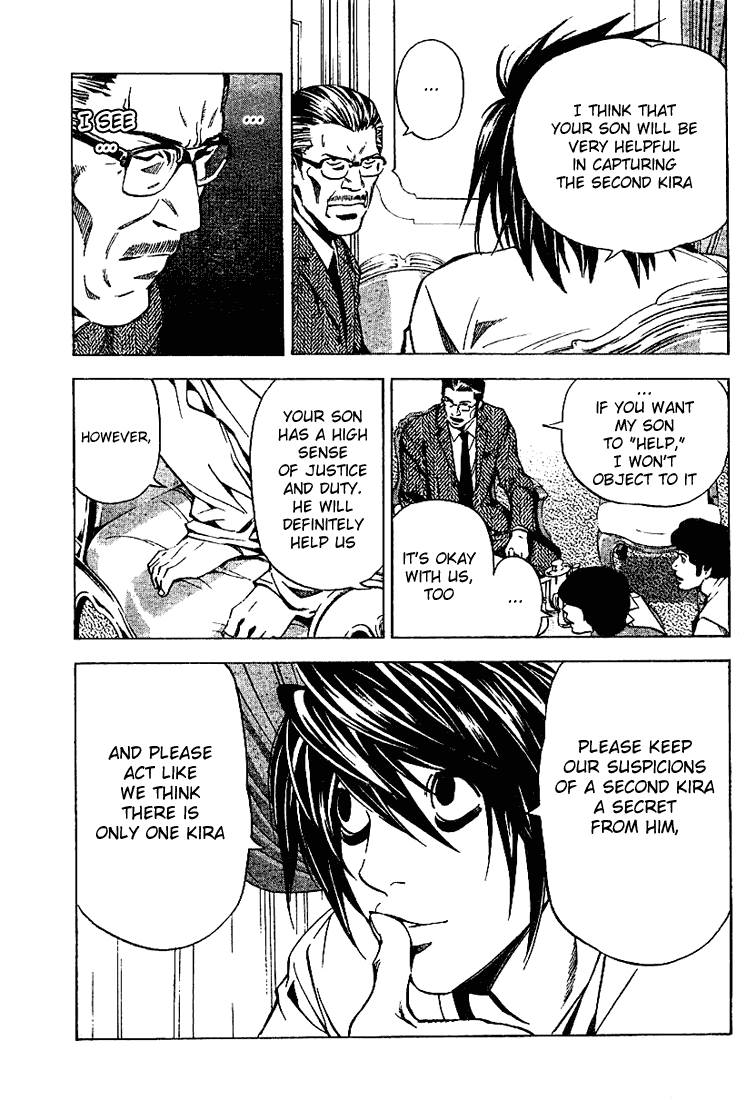 I THINK THAT
YOUR SON WILL BE
VERY HELPFUL
IN CAPTURING
THE SECOND KIRA
...
I SEE
...
...
...
IF YOU WANT
MY SON
TO "HELP,"
I WON'T
OBJECT TO IT
IT'S OKAY
WITH US,
TOO
...
YOUR SON
HAS A HIGH
SENSE
OF JUSTICE
AND DUTY.
HE WILL
DEFINITELY
HELP US
HOWEVER,
PLEASE KEEP
OUR SUSPICIONS
OF A SECOND KIRA
A SECRET
FROM HIM,
AND PLEASE
ACT LIKE
WE THINK
THERE IS
ONLY ONE KIRA